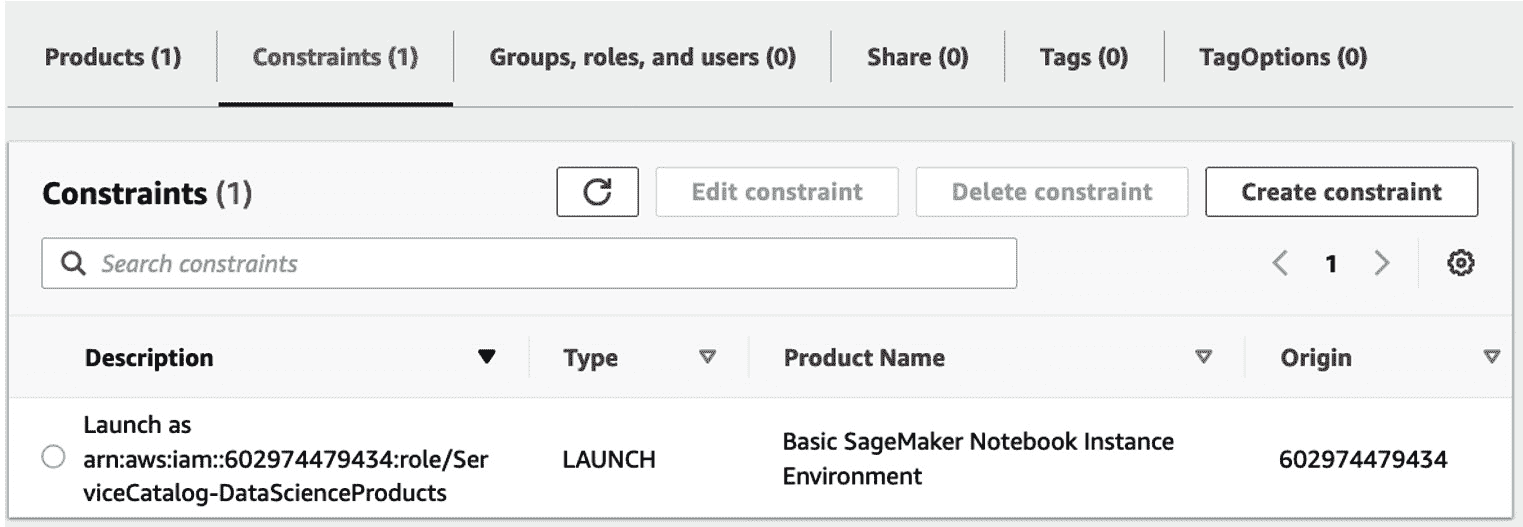 Products (1) Constraints (1) Groups, roles, and users (0) Share (0) Tags (0) TagOptions (0)
Constraints (1) Edit constraint Delete constraint Create constraint
Search constraints 1
Description Type Product Name Origin
Launch as
arn:aws:iam::602974479434:role/Ser
viceCatalog-DataScienceProducts
LAUNCH
Basic SageMaker Notebook Instance
Environment
602974479434